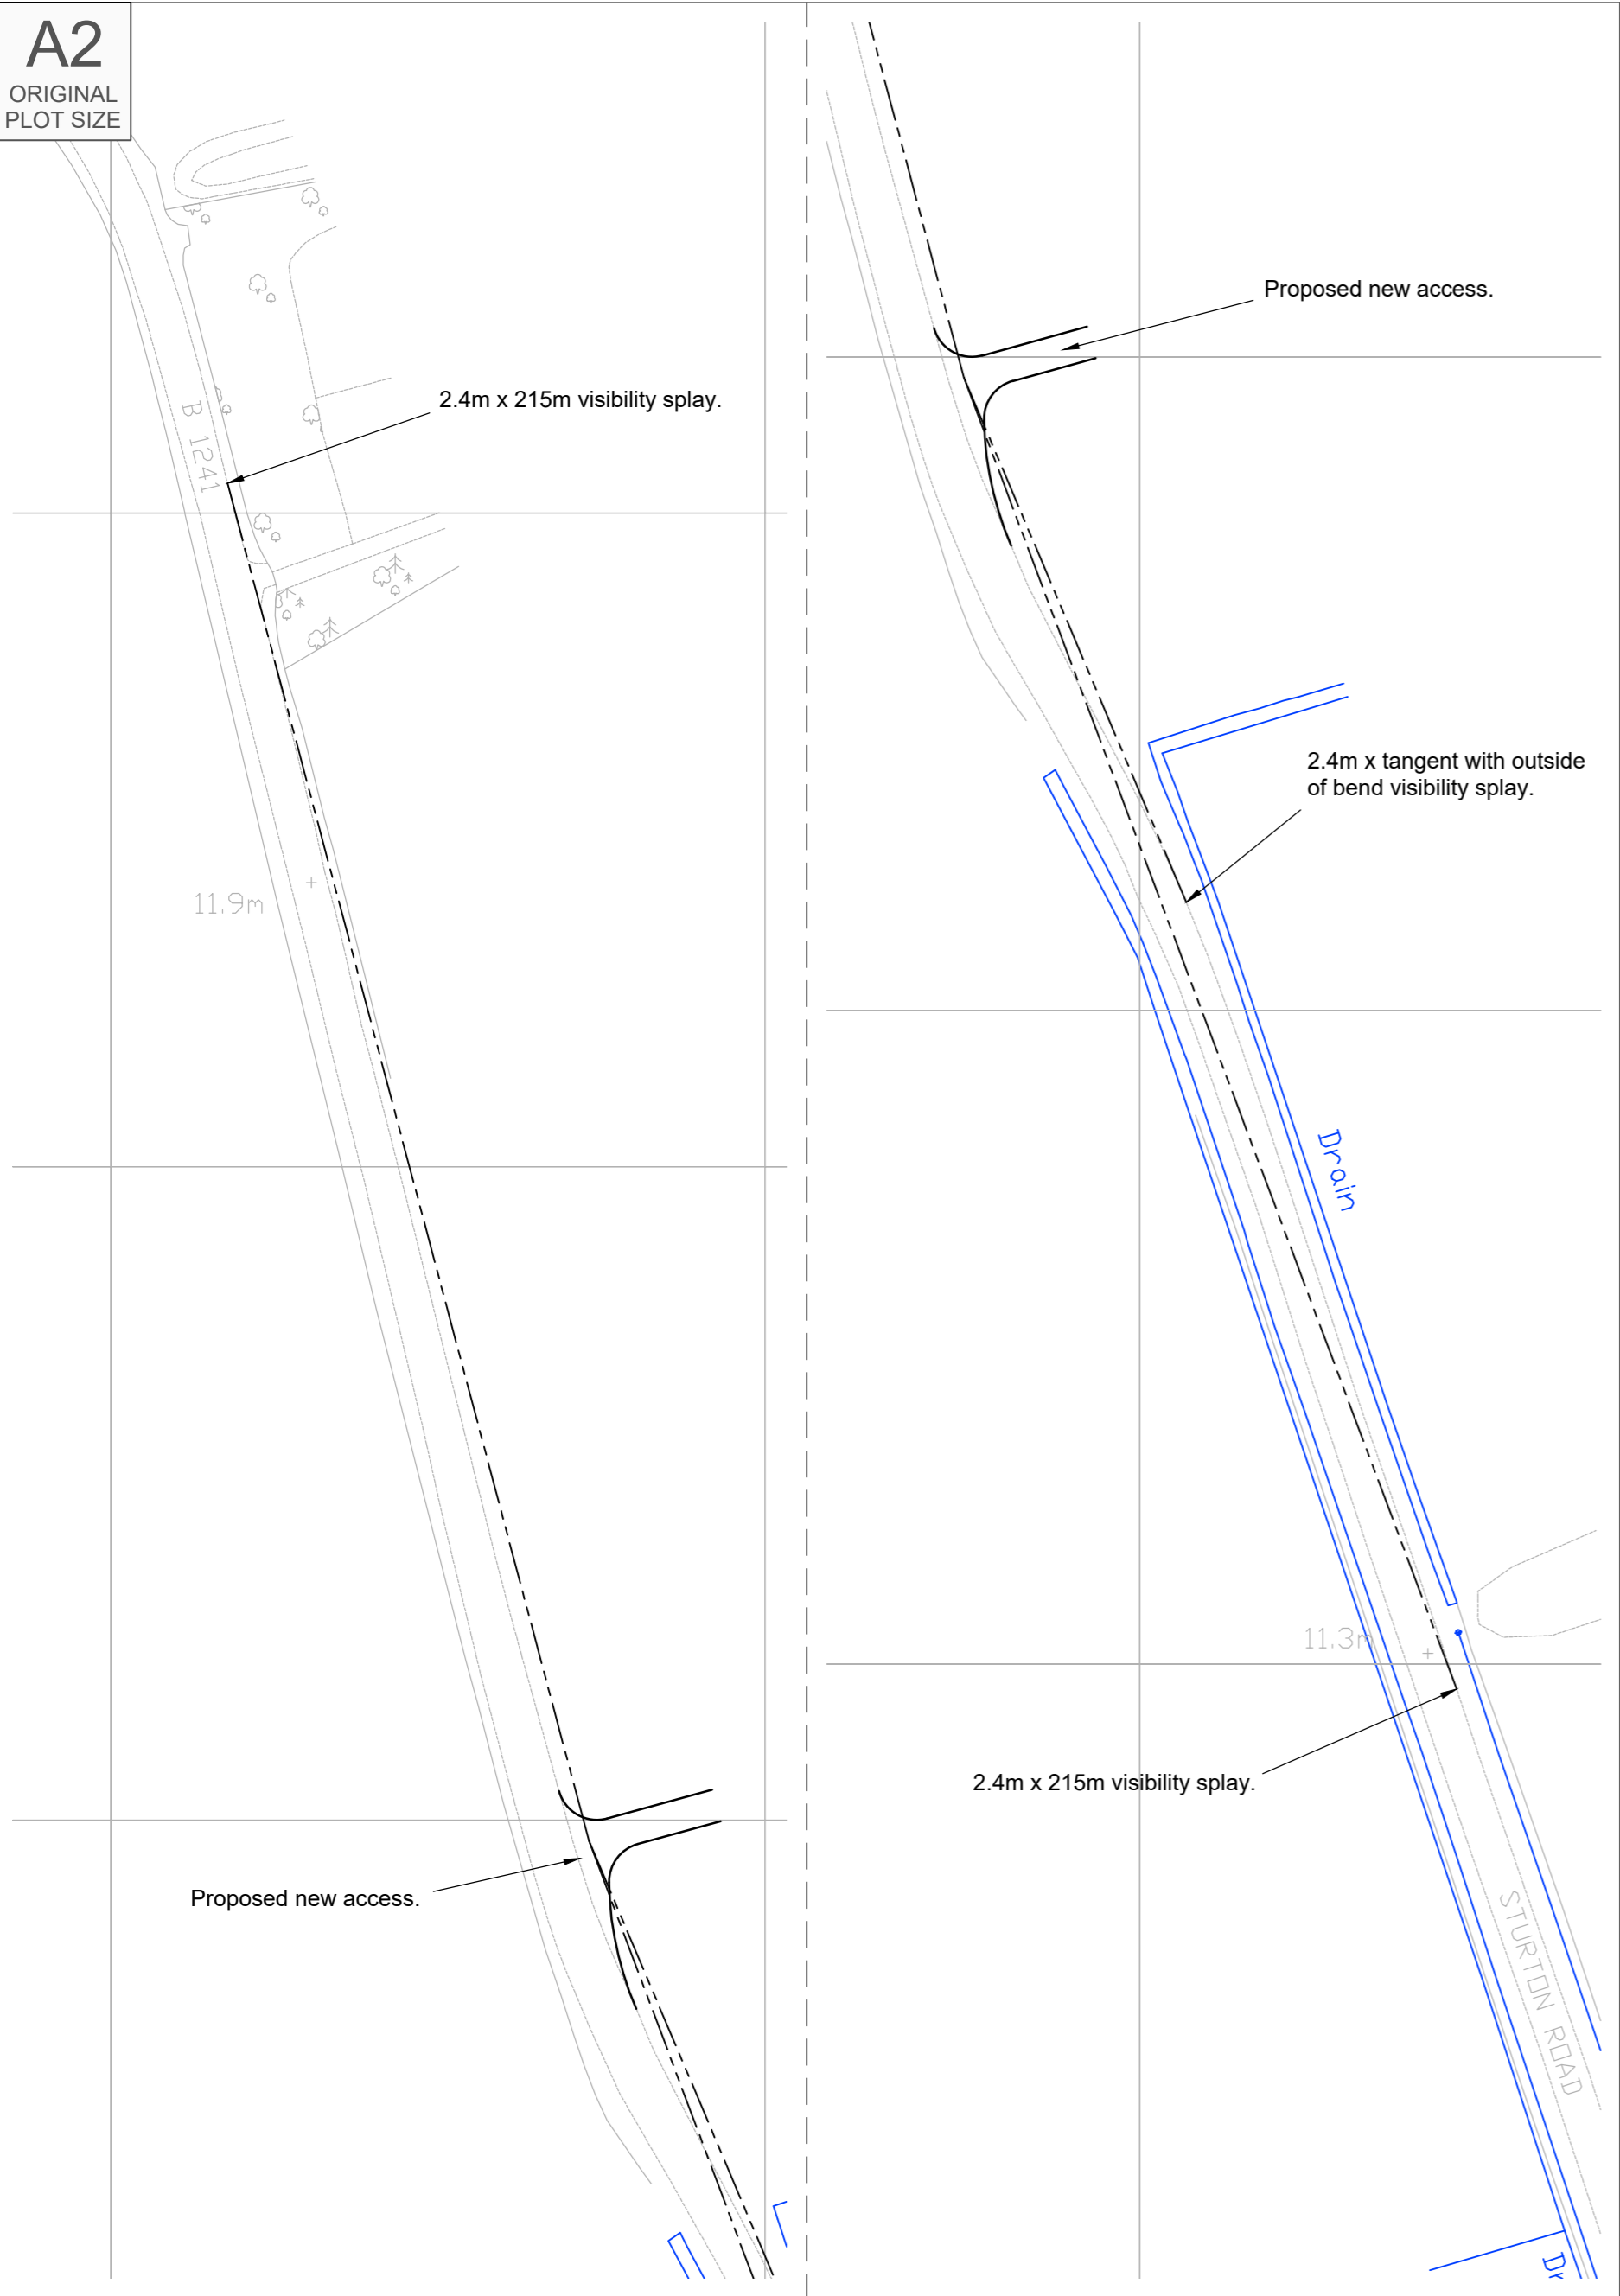 A2
ORIGINAL
PLOT SIZE
2.4m x 215m visibility splay.
B 1241
11.9m
Proposed new access.
Proposed new access.
2.4m x tangent with outside
of bend visibility splay.
Drain
11.3m
2.4m x 215m visibility splay.
STURTON ROAD